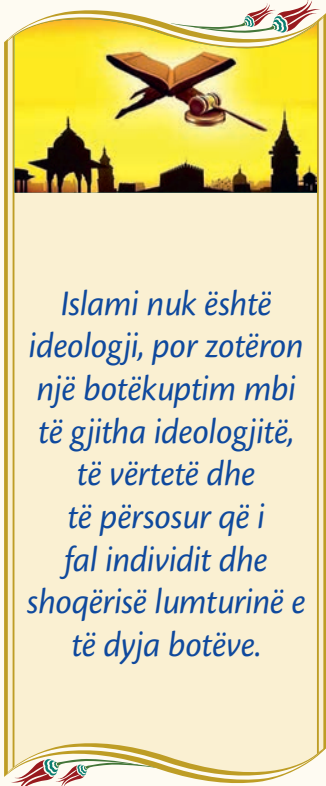 Islami nuk është
ideologji, por zotëron
një botëkuptim mbi
të gjitha ideologjitë,
të vërtetë dhe
të përsosur që i
fal individit dhe
shoqërisë lumturinë e
të dyja botëve.